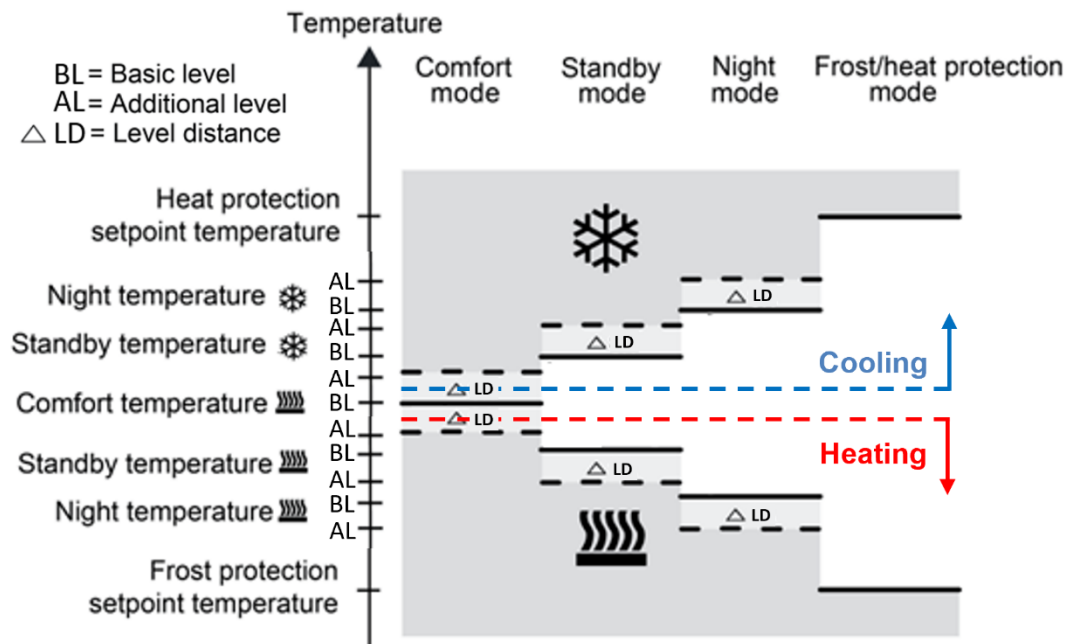 Temperature
BL = Basic level
AL = Additional level
△ LD = Level distance
Comfort
mode
Standby
mode
Night
mode
Frost/heat protection
mode
Heat protection
setpoint temperature
Night temperature
Standby temperature
Comfort temperature
Standby temperature
Night temperature
Frost protection
setpoint temperature
AL
BL
AL
BL
AL
BL
AL
BL
AL
BL
AL
△ LD
△ LD
△ LD
△ LD
△ LD
△ LD
Cooling
Heating